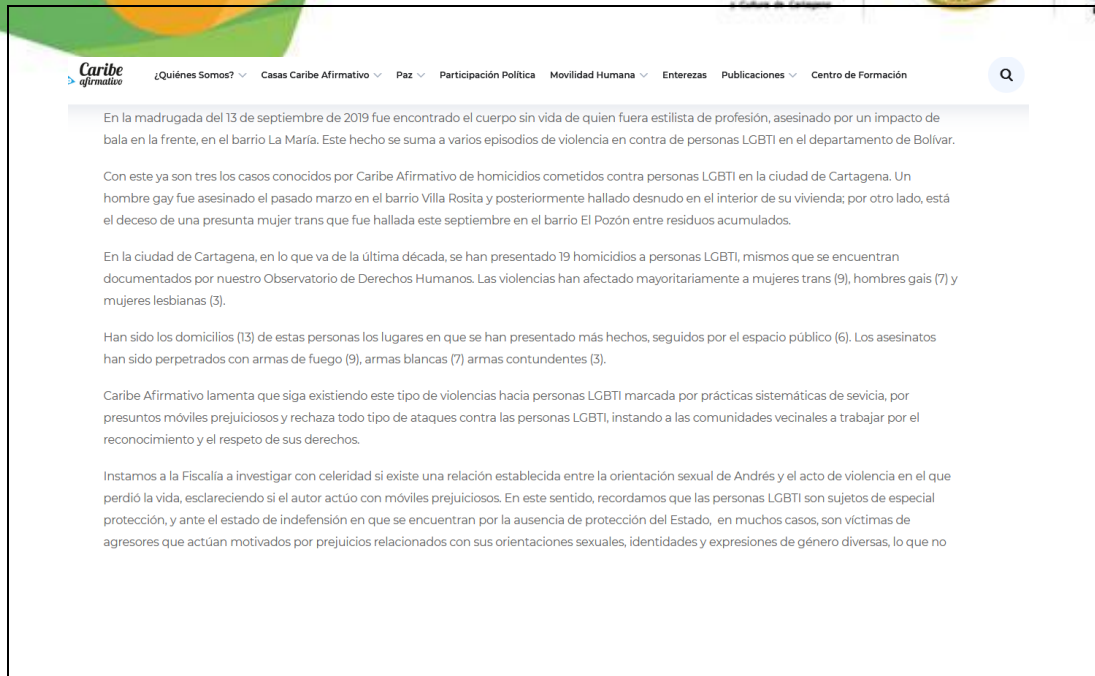 y Cultura de Cartagena
Caribe
afirmativo
¿Quiénes Somos? Casas Caribe Afirmativo Paz Participación Política Movilidad Humana Enterezas Publicaciones Centro de Formación
En la madrugada del 13 de septiembre de 2019 fue encontrado el cuerpo sin vida de quien fuera estilista de profesión, asesinado por un impacto de
bala en la frente, en el barrio La María. Este hecho se suma a varios episodios de violencia en contra de personas LGBTI en el departamento de Bolívar.
Con este ya son tres los casos conocidos por Caribe Afirmativo de homicidios cometidos contra personas LGBTI en la ciudad de Cartagena. Un
hombre gay fue asesinado el pasado marzo en el barrio Villa Rosita y posteriormente hallado desnudo en el interior de su vivienda; por otro lado, está
el deceso de una presunta mujer trans que fue hallada este septiembre en el barrio El Pozón entre residuos acumulados.
En la ciudad de Cartagena, en lo que va de la última década, se han presentado 19 homicidios a personas LGBTI, mismos que se encuentran
documentados por nuestro Observatorio de Derechos Humanos. Las violencias han afectado mayoritariamente a mujeres trans (9), hombres gais (7) y
mujeres lesbianas (3).
Han sido los domicilios (13) de estas personas los lugares en que se han presentado más hechos, seguidos por el espacio público (6). Los asesinatos
han sido perpetrados con armas de fuego (9), armas blancas (7) armas contundentes (3).
Caribe Afirmativo lamenta que siga existiendo este tipo de violencias hacia personas LGBTI marcada por prácticas sistemáticas de sevicia, por
presuntos móviles prejuiciosos y rechaza todo tipo de ataques contra las personas LGBTI, instando a las comunidades vecinales a trabajar por el
reconocimiento y el respeto de sus derechos.
Instamos a la Fiscalía a investigar con celeridad si existe una relación establecida entre la orientación sexual de Andrés y el acto de violencia en el que
perdió la vida, esclareciendo si el autor actúo con móviles prejuiciosos. En este sentido, recordamos que las personas LGBTI son sujetos de especial
protección, y ante el estado de indefensión en que se encuentran por la ausencia de protección del Estado, en muchos casos, son víctimas de
agresores que actúan motivados por prejuicios relacionados con sus orientaciones sexuales, identidades y expresiones de género diversas, lo que no